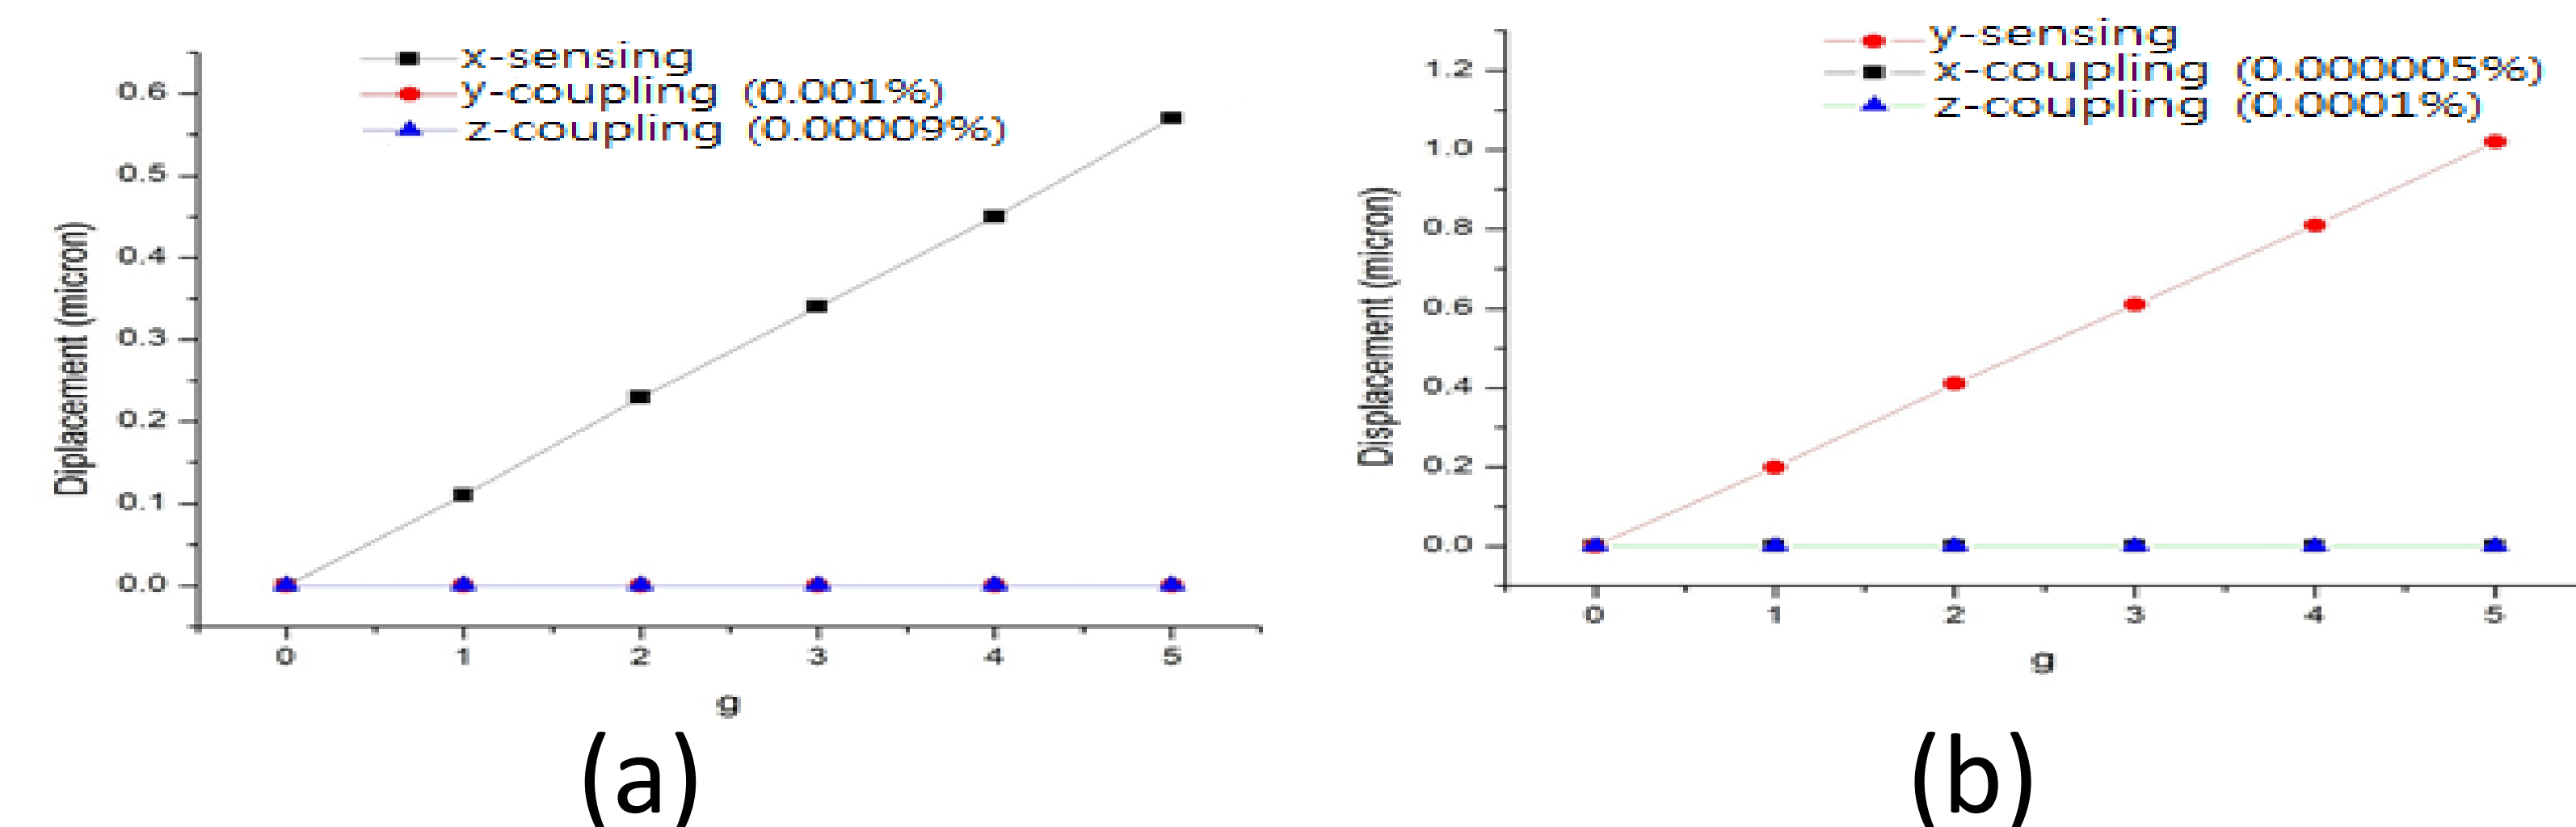 x-sensing
y-coupling (0.001%)
z-coupling (0.00009%)
0.6
0.5
0.4
0.3
0.2
0.1
0.0
Diplacement (micron)
0 1 2 3 4 5
g
(a)
y-sensing
x-coupling (0.000005%)
z-coupling (0.0001%)
1.2
1.0
0.8
0.6
0.4
0.2
0.0
Displacement (micron)
0 1 2 3 4 5
g
(b)